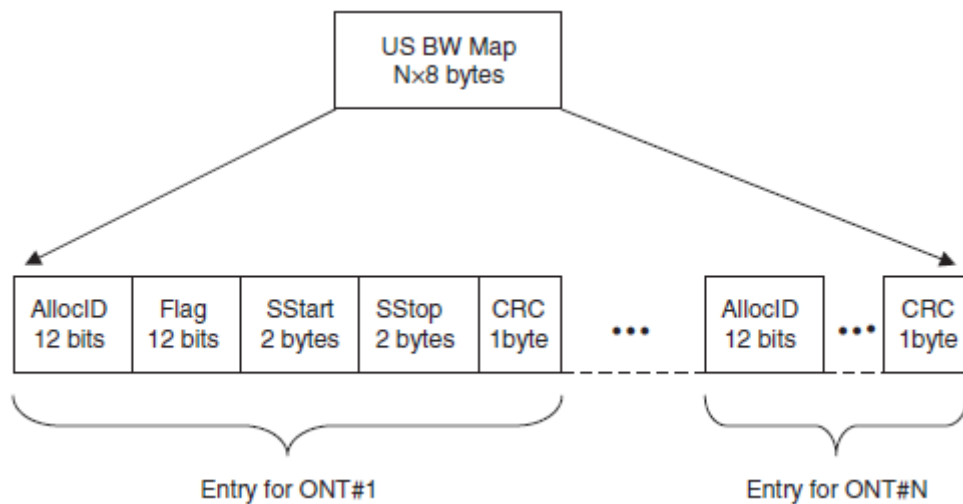 US BW Map
N×8 bytes
AllocID
12 bits
Flag
12 bits
SStart
2 bytes
SStop
2 bytes
CRC
1byte
•••
AllocID
12 bits
•••
CRC
1byte
Entry for ONT#1
Entry for ONT#N